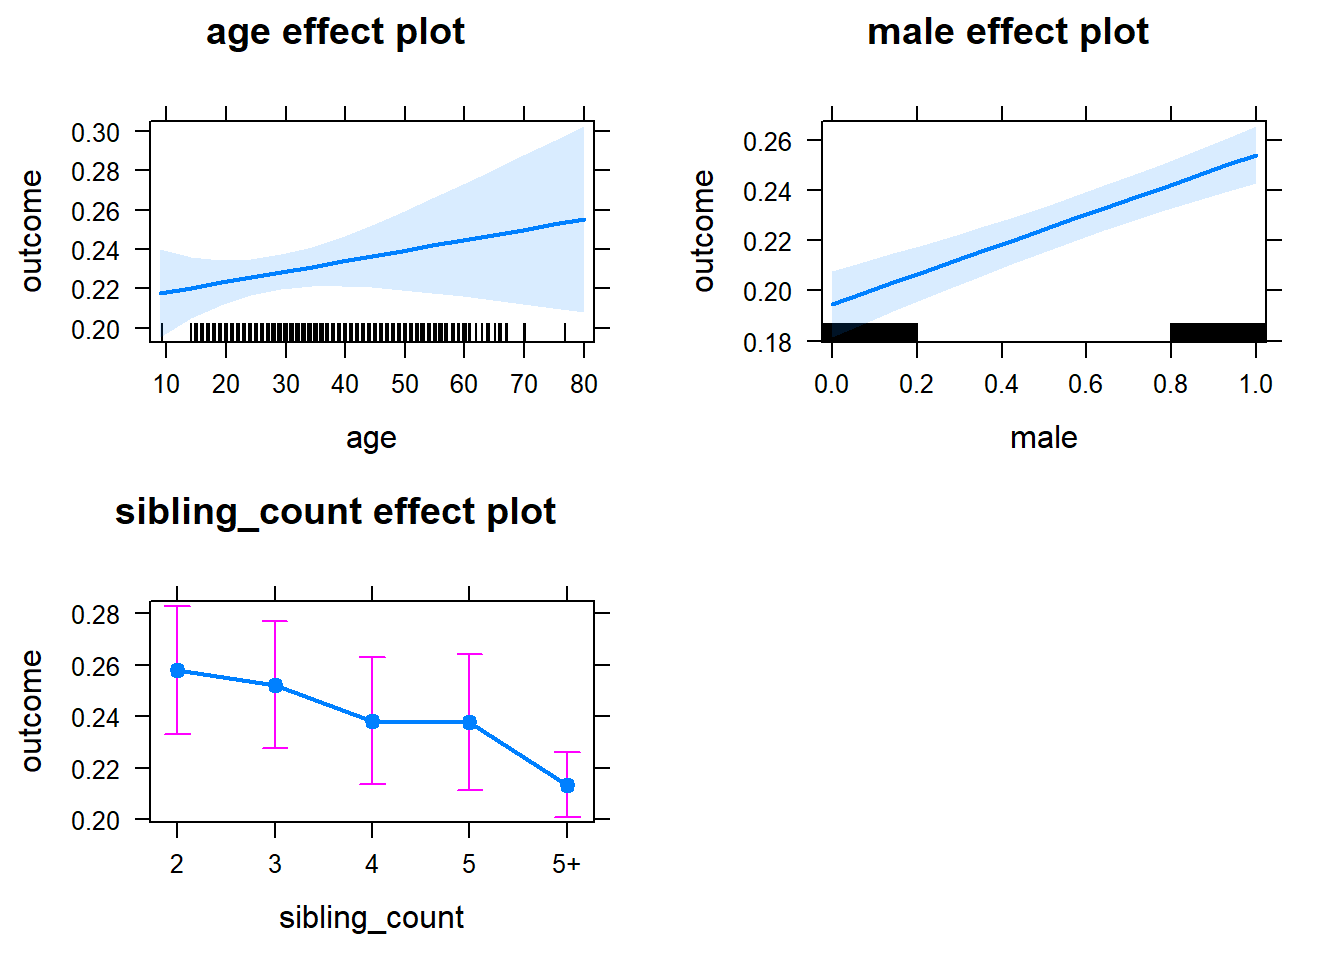 age effect plot
outcome
0.30
0.28
0.26
0.24
0.22
0.20
10 20 30 40 50 60 70 80
age
male effect plot
outcome
0.26
0.24
0.22
0.20
0.18
0.0 0.2 0.4 0.6 0.8 1.0
male
sibling_count effect plot
outcome
0.28
0.26
0.24
0.22
0.20
2 3 4 5 5+
sibling_count